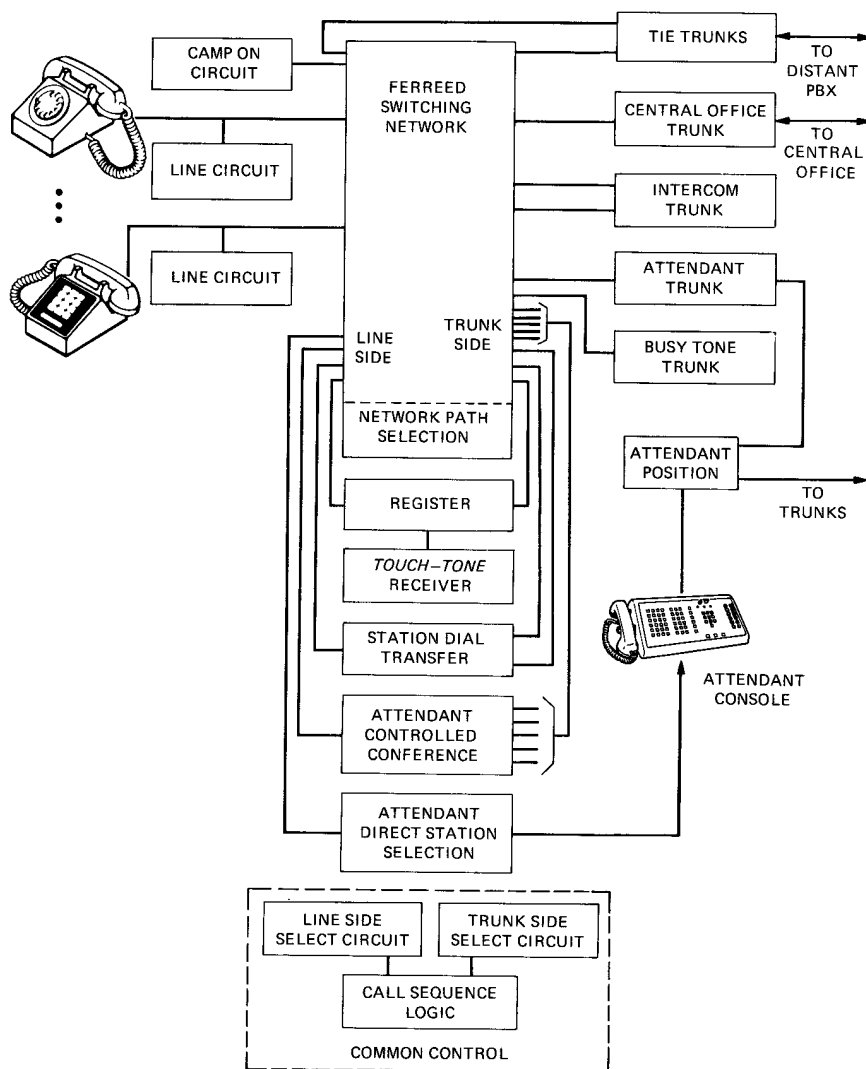 CAMP ON
CIRCUIT
LINE CIRCUIT
LINE CIRCUIT
FERREED
SWITCHING
NETWORK
LINE
SIDE
TRUNK
SIDE
NETWORK PATH
SELECTION
TIE TRUNKS
TO
DISTANT
PBX
CENTRAL OFFICE
TRUNK
TO
CENTRAL
OFFICE
INTERCOM
TRUNK
ATTENDANT
TRUNK
BUSY TONE
TRUNK
ATTENDANT
POSITION
TO
TRUNKS
REGISTER
TOUCH-TONE
RECEIVER
STATION DIAL
TRANSFER
ATTENDANT
CONTROLLED
CONFERENCE
ATTENDANT
DIRECT STATION
SELECTION
ATTENDANT
CONSOLE
LINE SIDE
SELECT CIRCUIT
TRUNK SIDE
SELECT CIRCUIT
CALL SEQUENCE
LOGIC
COMMON CONTROL